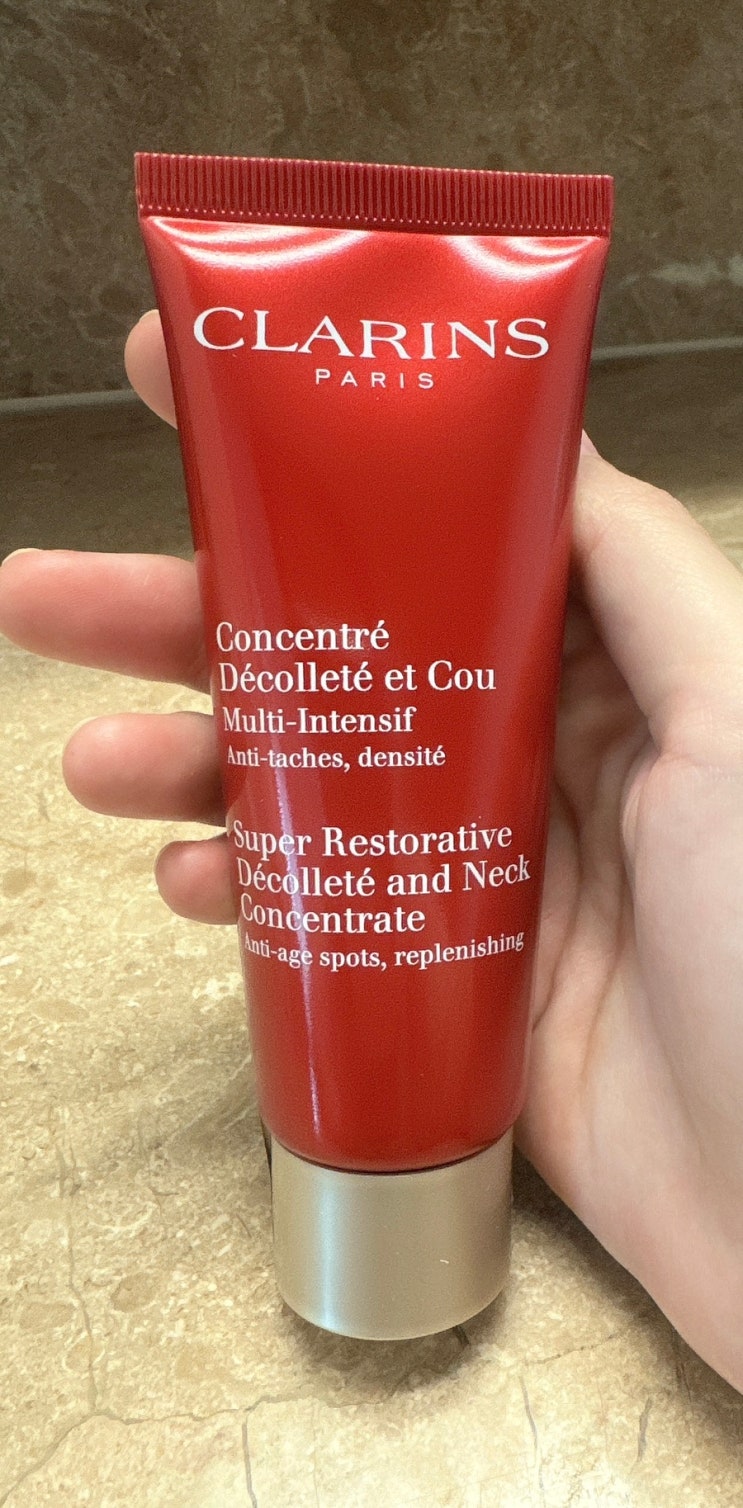 CLARINS
PARIS
Concentré
Décolleté et Cou
Multi-Intensif
Anti-taches, densité
Super Restorative
Décolleté and Neck
Concentrate
Anti-age spots, replenishing